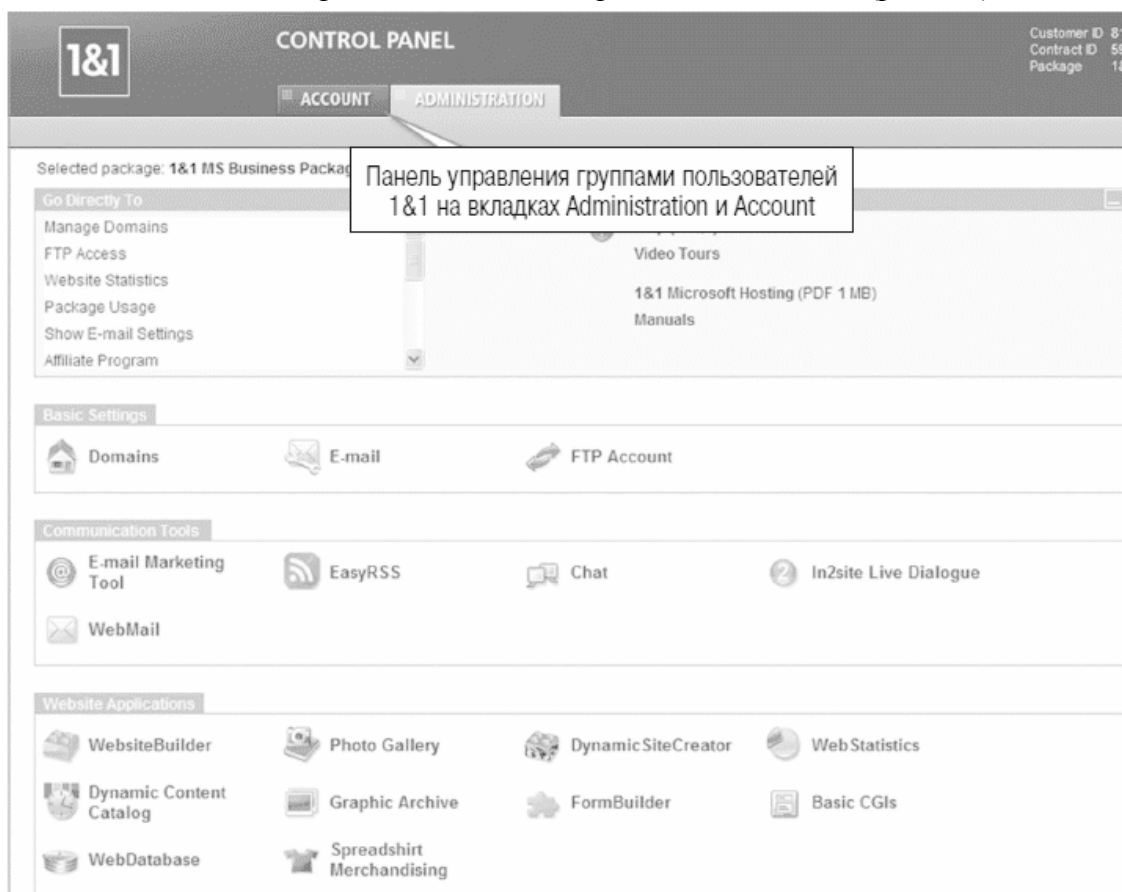 1&1
CONTROL PANEL
Customer ID 8
Contract ID 5
Package 1
ACCOUNT
ADMINISTRATION
Selected package: 1&1 MS Business Packag
Панель управления группами пользователей
1&1 на вкладках Administration и Account
Go Directly To
Manage Domains
FTP Access
Website Statistics
Package Usage
Show E-mail Settings
Affiliate Program
Video Tours
1&1 Microsoft Hosting (PDF 1 MB)
Manuals
Basic Settings
Domains
E-mail
FTP Account
Communication Tools
E-mail Marketing
Tool
EasyRSS
Chat
In2site Live Dialogue
WebMail
Website Applications
WebsiteBuilder
Photo Gallery
DynamicSiteCreator
WebStatistics
Dynamic Content
Catalog
Graphic Archive
FormBuilder
Basic CGIs
WebDatabase
Spreadshirt
Merchandising